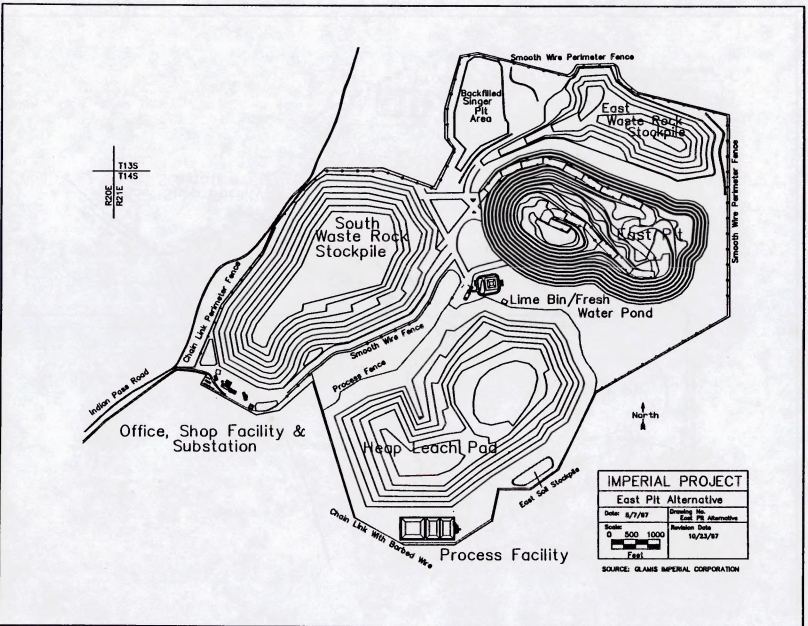 Smooth Wire Perimeter Fence
Backfilled
Singer
Pit
Area
East
Waste Rock
Stockpile
T13S
T14S
R20E
R21E
Smooth Wire Perimeter Fence
South
Waste Rock
Stockpile
East Pit
Chain Link Perimeter Fence
Lime Bin/Fresh
Water Pond
Smooth Wire Fence
Process Fence
Indian Pass Road
North
Office, Shop Facility &
Substation
Heap Leach Pad
East Soil Stockpile
Chain Link With Barbed Wire
Process Facility
IMPERIAL PROJECT
East Pit Alternative
Date: 5/7/97
Drawing No.
East Pit Alternative
Scale:
0 500 1000
Feet
Revision Date
10/23/97
SOURCE: GLAMIS IMPERIAL CORPORATION